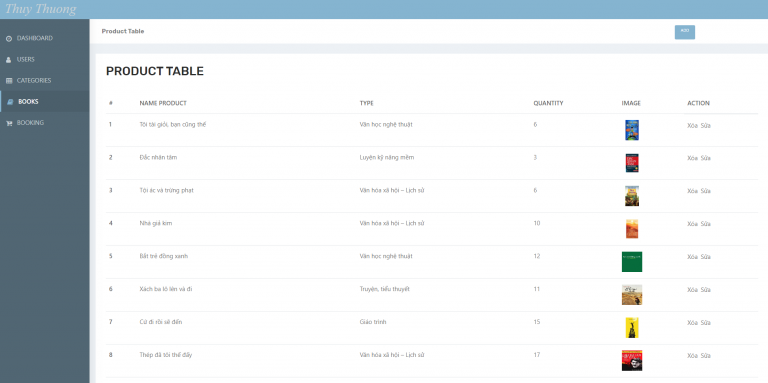 Thuy Thuong
Product Table
ADD
DASHBOARD
USERS
CATEGORIES
BOOKS
BOOKING
PRODUCT TABLE
# NAME PRODUCT TYPE QUANTITY IMAGE ACTION
1 Tôi tài giỏi, bạn cũng thế Văn học nghệ thuật 6 Xóa Sửa
2 Đắc nhân tâm Luyện kỹ năng mềm 3 Xóa Sửa
3 Tội ác và trừng phạt Văn hóa xã hội – Lịch sử 6 Xóa Sửa
4 Nhà giả kim Văn hóa xã hội – Lịch sử 10 Xóa Sửa
5 Bắt trẻ đồng xanh Văn học nghệ thuật 12 Xóa Sửa
6 Xách ba lô lên và đi Truyện, tiểu thuyết 11 Xóa Sửa
7 Cứ đi rồi sẽ đến Giáo trình 15 Xóa Sửa
8 Thép đã tôi thế đấy Văn hóa xã hội – Lịch sử 17 Xóa Sửa